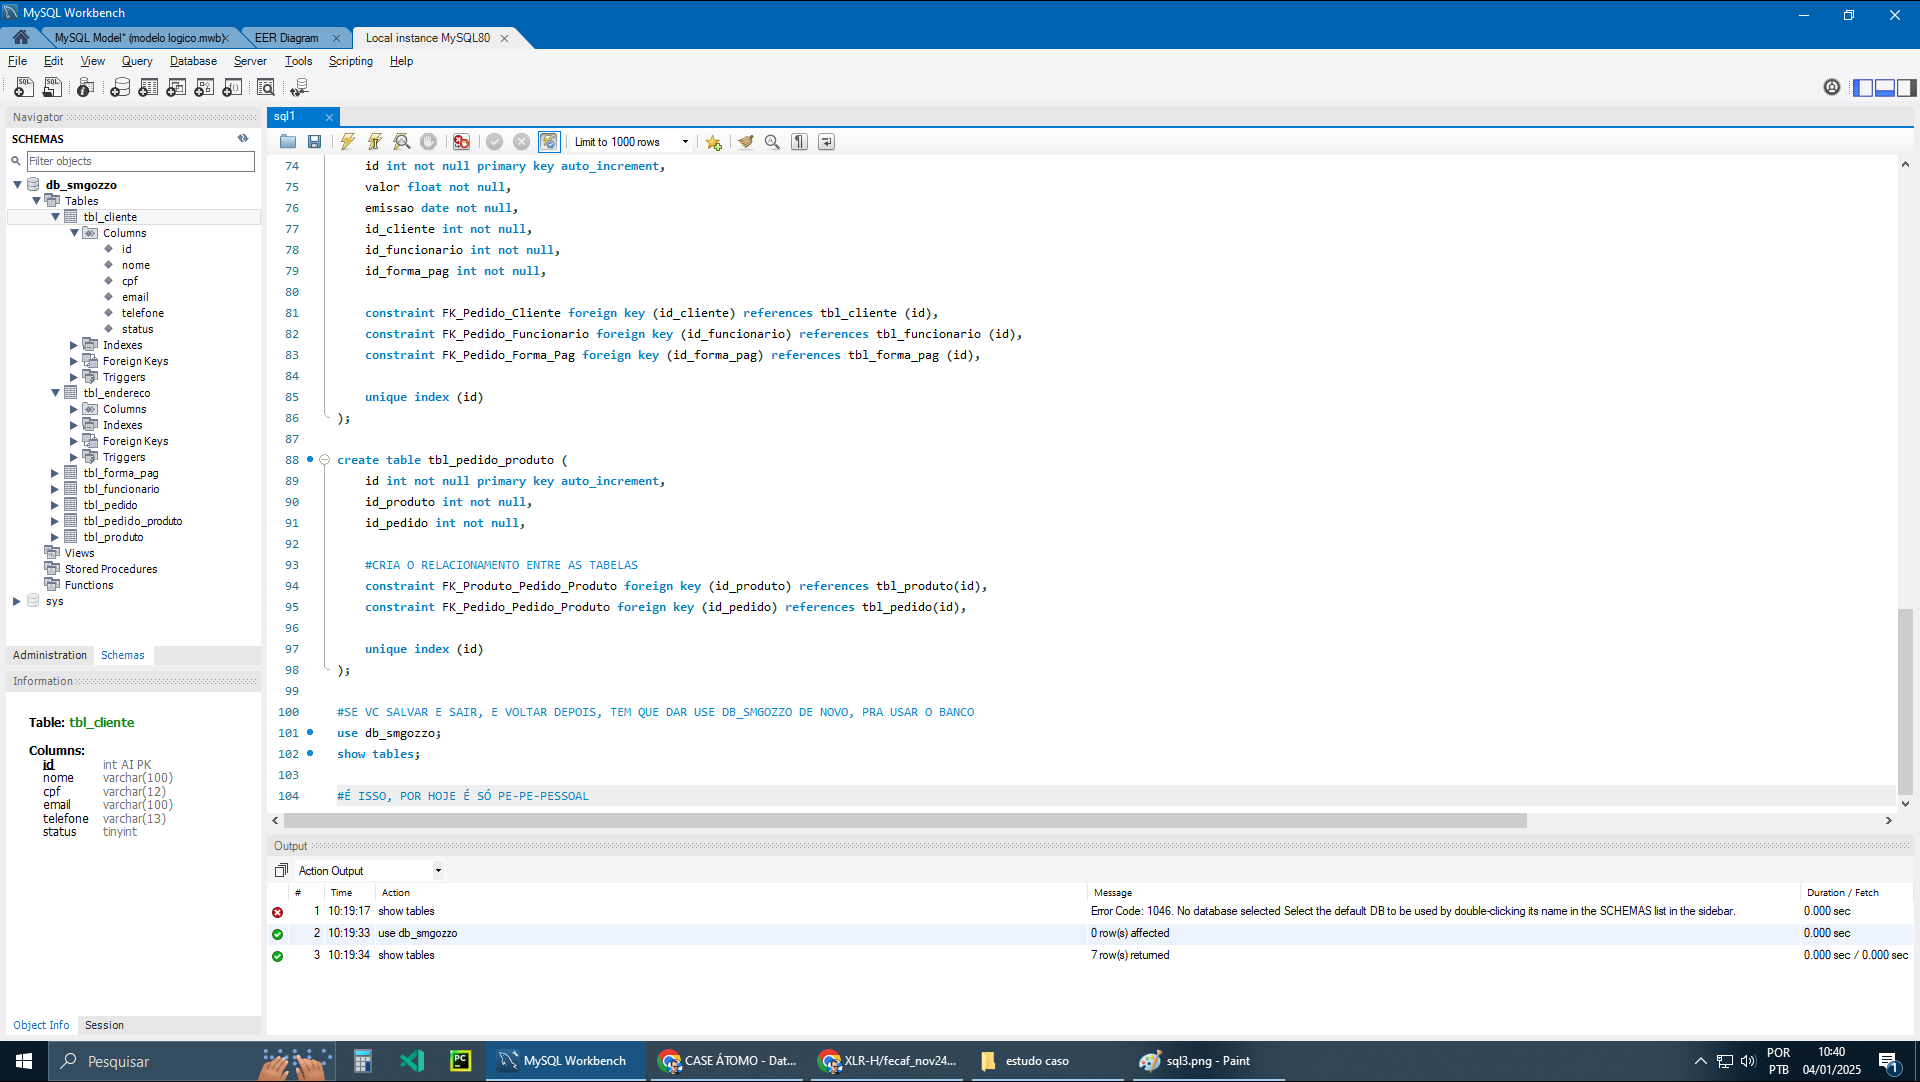 MySQL Workbench
MySQL Model* (modelo logico.mwb)
EER Diagram
Local instance MySQL80
File Edit View Query Database Server Tools Scripting Help
Navigator
SCHEMAS
Filter objects
db_smgozzo
Tables
tbl_cliente
Columns
id
nome
cpf
email
telefone
status
Indexes
Foreign Keys
Triggers
tbl_endereco
Columns
Indexes
Foreign Keys
Triggers
tbl_forma_pag
tbl_funcionario
tbl_pedido
tbl_pedido_produto
tbl_produto
Views
Stored Procedures
Functions
sys
Administration Schemas
Information
Table: tbl_cliente
Columns:
id int AI PK
nome varchar(100)
cpf varchar(12)
email varchar(100)
telefone varchar(13)
status tinyint
Object Info Session
sql1
Limit to 1000 rows
74 id int not null primary key auto_increment,
75 valor float not null,
76 emissao date not null,
77 id_cliente int not null,
78 id_funcionario int not null,
79 id_forma_pag int not null,
80
81 constraint FK_Pedido_Cliente foreign key (id_cliente) references tbl_cliente (id),
82 constraint FK_Pedido_Funcionario foreign key (id_funcionario) references tbl_funcionario (id),
83 constraint FK_Pedido_Forma_Pag foreign key (id_forma_pag) references tbl_forma_pag (id),
84
85 unique index (id)
86 );
87
88 create table tbl_pedido_produto (
89 id int not null primary key auto_increment,
90 id_produto int not null,
91 id_pedido int not null,
92
93 #CRIA O RELACIONAMENTO ENTRE AS TABELAS
94 constraint FK_Produto_Pedido_Produto foreign key (id_produto) references tbl_produto(id),
95 constraint FK_Pedido_Pedido_Produto foreign key (id_pedido) references tbl_pedido(id),
96
97 unique index (id)
98 );
99
100 #SE VC SALVAR E SAIR, E VOLTAR DEPOIS, TEM QUE DAR USE DB_SMGOZZO DE NOVO, PRA USAR O BANCO
101 use db_smgozzo;
102 show tables;
103
104 #É ISSO, POR HOJE É SÓ PE-PE-PESSOAL
Output
Action Output
# Time Action Message Duration / Fetch
1 10:19:17 show tables Error Code: 1046. No database selected Select the default DB to be used by double-clicking its name in the SCHEMAS list in the sidebar. 0.000 sec
2 10:19:33 use db_smgozzo 0 row(s) affected 0.000 sec
3 10:19:34 show tables 7 row(s) returned 0.000 sec / 0.000 sec
Pesquisar
MySQL Workbench
CASE ÁTOMO - Dat...
XLR-H/fecaf_nov24...
estudo caso
sql3.png - Paint
POR
PTB
10:40
04/01/2025
1